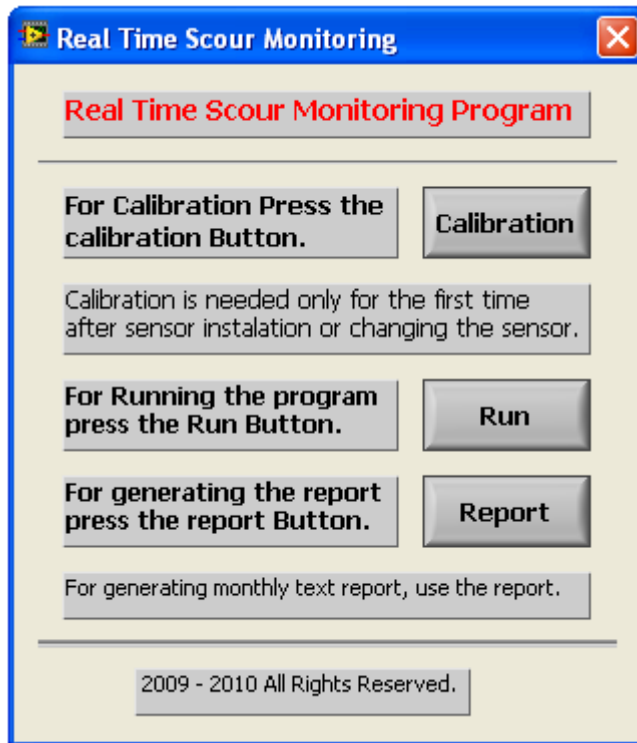 Real Time Scour Monitoring
Real Time Scour Monitoring Program
For Calibration Press the
calibration Button.
Calibration
Calibration is needed only for the first time
after sensor instalation or changing the sensor.
For Running the program
press the Run Button.
Run
For generating the report
press the report Button.
Report
For generating monthly text report, use the report.
2009 - 2010 All Rights Reserved.